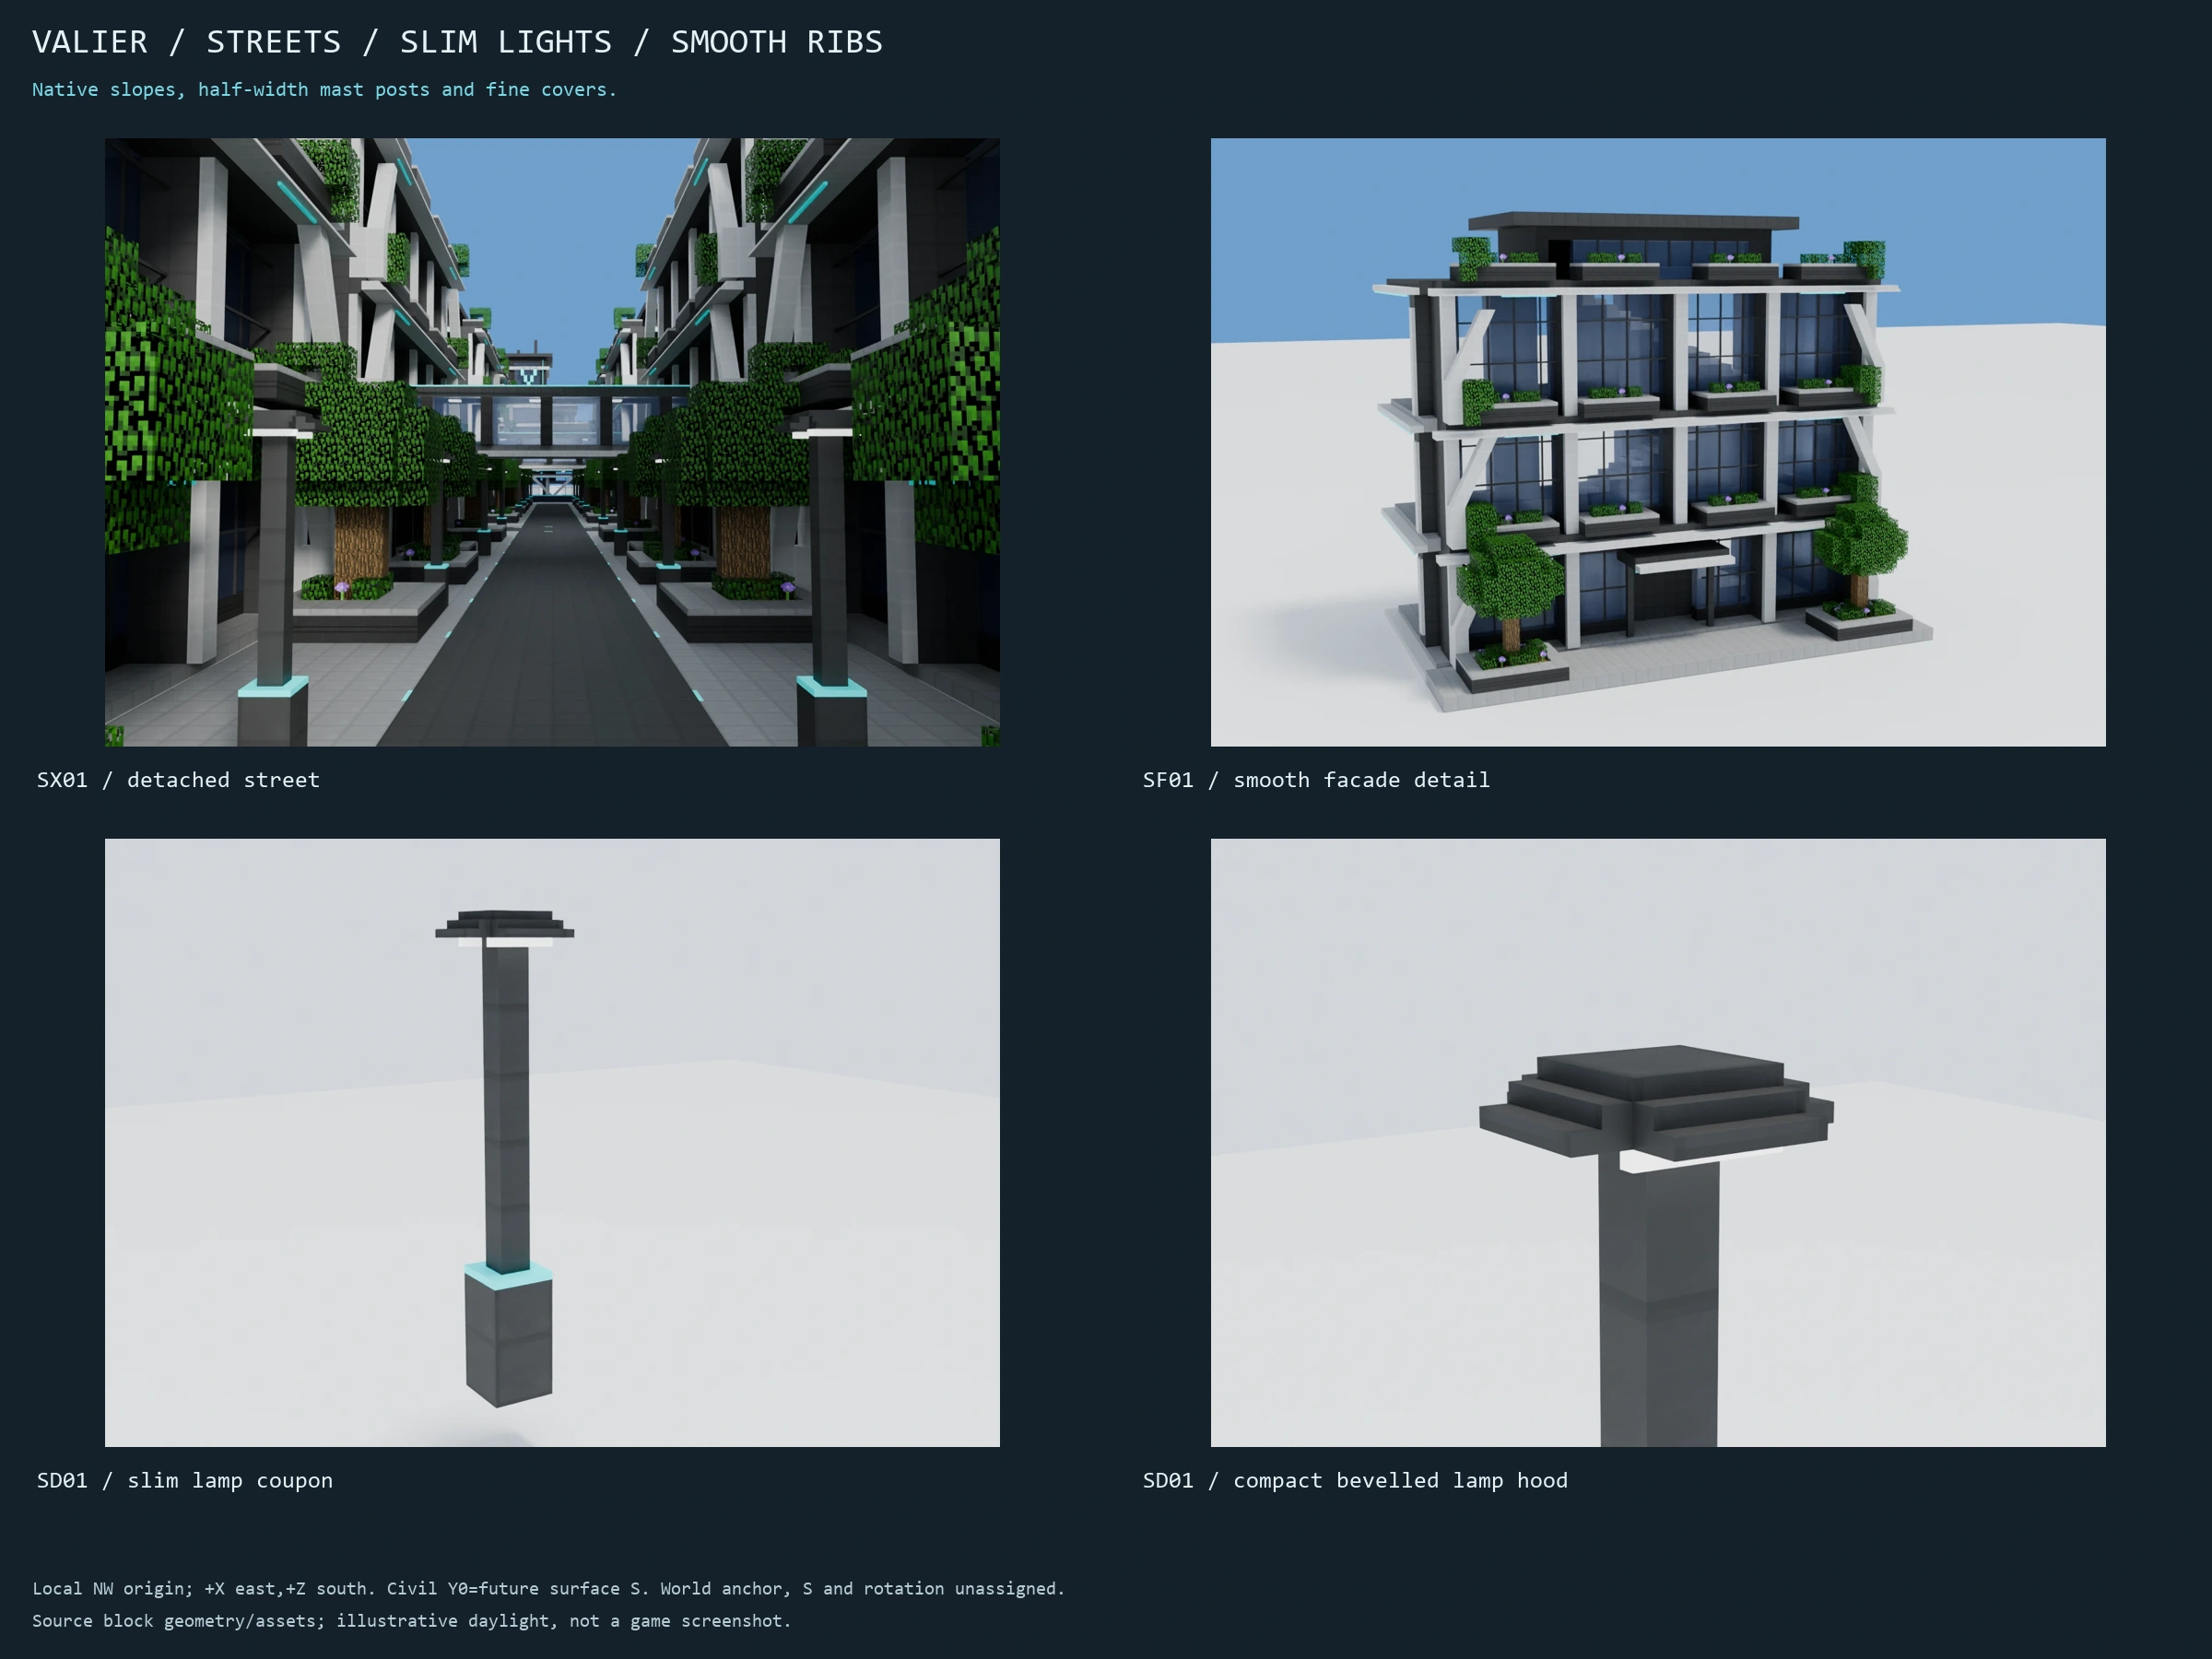 VALIER / STREETS / SLIM LIGHTS / SMOOTH RIBS
Native slopes, half-width mast posts and fine covers.
SX01 / detached street
SF01 / smooth facade detail
SD01 / slim lamp coupon
SD01 / compact bevelled lamp hood
Local NW origin; +X east,+Z south. Civil Y0=future surface S. World anchor, S and rotation unassigned.
Source block geometry/assets; illustrative daylight, not a game screenshot.